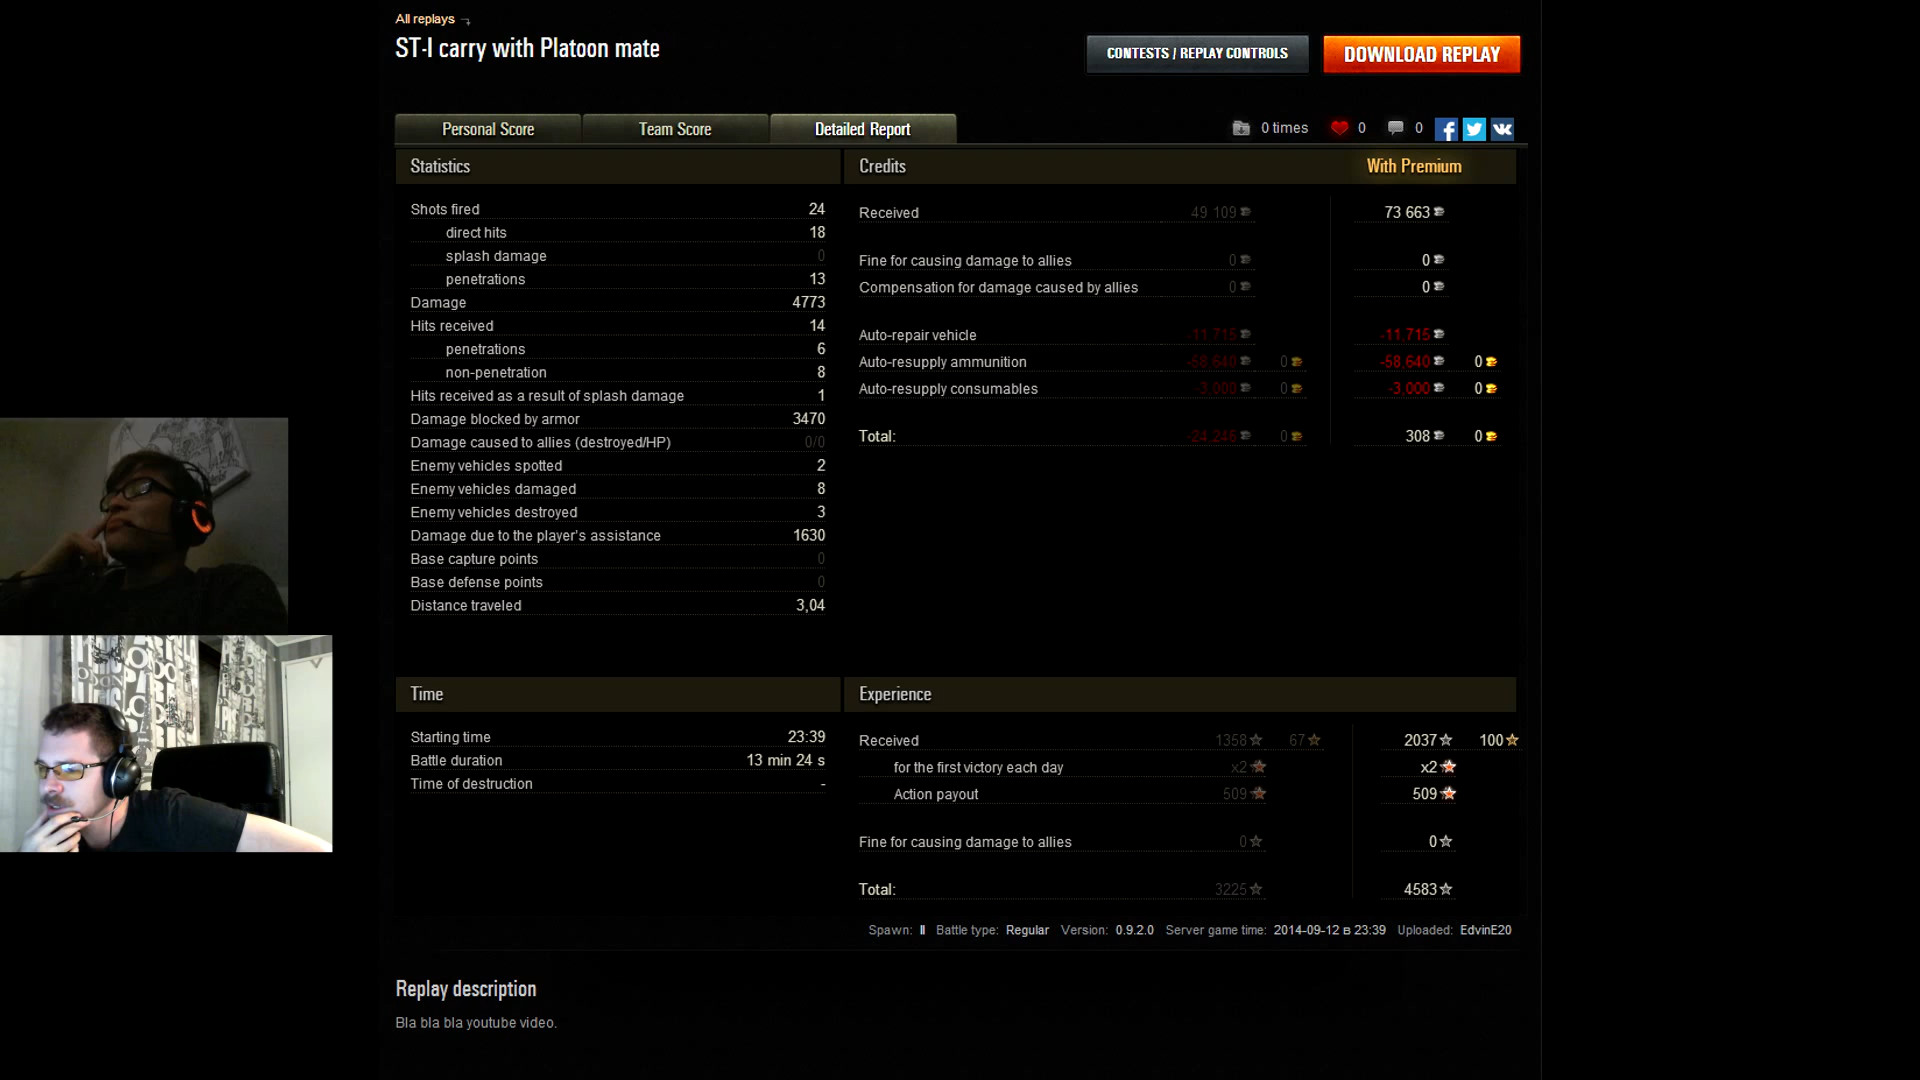 All replays
ST-I carry with Platoon mate
CONTESTS / REPLAY CONTROLS
DOWNLOAD REPLAY
Personal Score
Team Score
Detailed Report
0 times
0
0
Statistics
Shots fired 24
direct hits 18
splash damage 0
penetrations 13
Damage 4773
Hits received 14
penetrations 6
non-penetration 8
Hits received as a result of splash damage 1
Damage blocked by armor 3470
Damage caused to allies (destroyed/HP) 0/0
Enemy vehicles spotted 2
Enemy vehicles damaged 8
Enemy vehicles destroyed 3
Damage due to the player's assistance 1630
Base capture points 0
Base defense points 0
Distance traveled 3,04
Credits With Premium
Received 49 109 73 663
Fine for causing damage to allies 0 0
Compensation for damage caused by allies 0 0
Auto-repair vehicle -11,715 -11,715
Auto-resupply ammunition -58,640 0 -58,640 0
Auto-resupply consumables -3,000 0 -3,000 0
Total: -24,246 0 308 0
Time
Starting time 23:39
Battle duration 13 min 24 s
Time of destruction -
Experience
Received 1358 67 2037 100
for the first victory each day x2 x2
Action payout 509 509
Fine for causing damage to allies 0 0
Total: 3225 4583
Spawn: II Battle type: Regular Version: 0.9.2.0 Server game time: 2014-09-12 в 23:39 Uploaded: EdvinE20
Replay description
Bla bla bla youtube video.